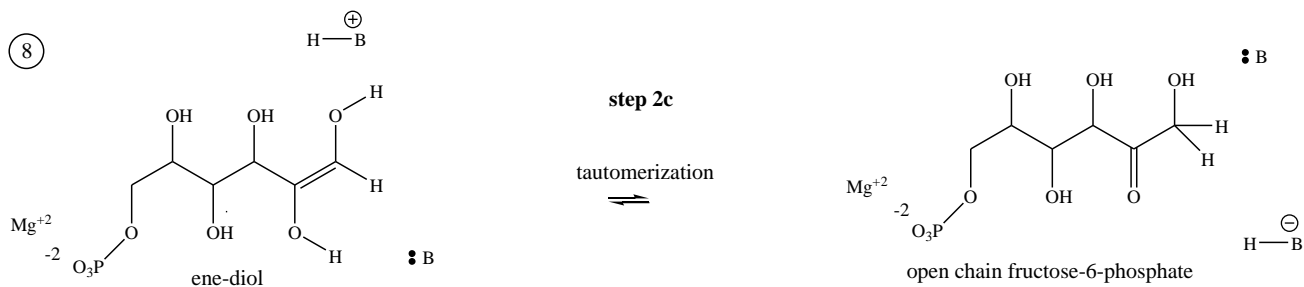 8
H B ⊕
H
OH OH O
step 2c
tautomerization
H
Mg+2 O OH O H
-2 O3P
B
ene-diol
B
OH OH OH
H
H
Mg+2 O OH O
-2 O3P
H B ⊖
open chain fructose-6-phosphate